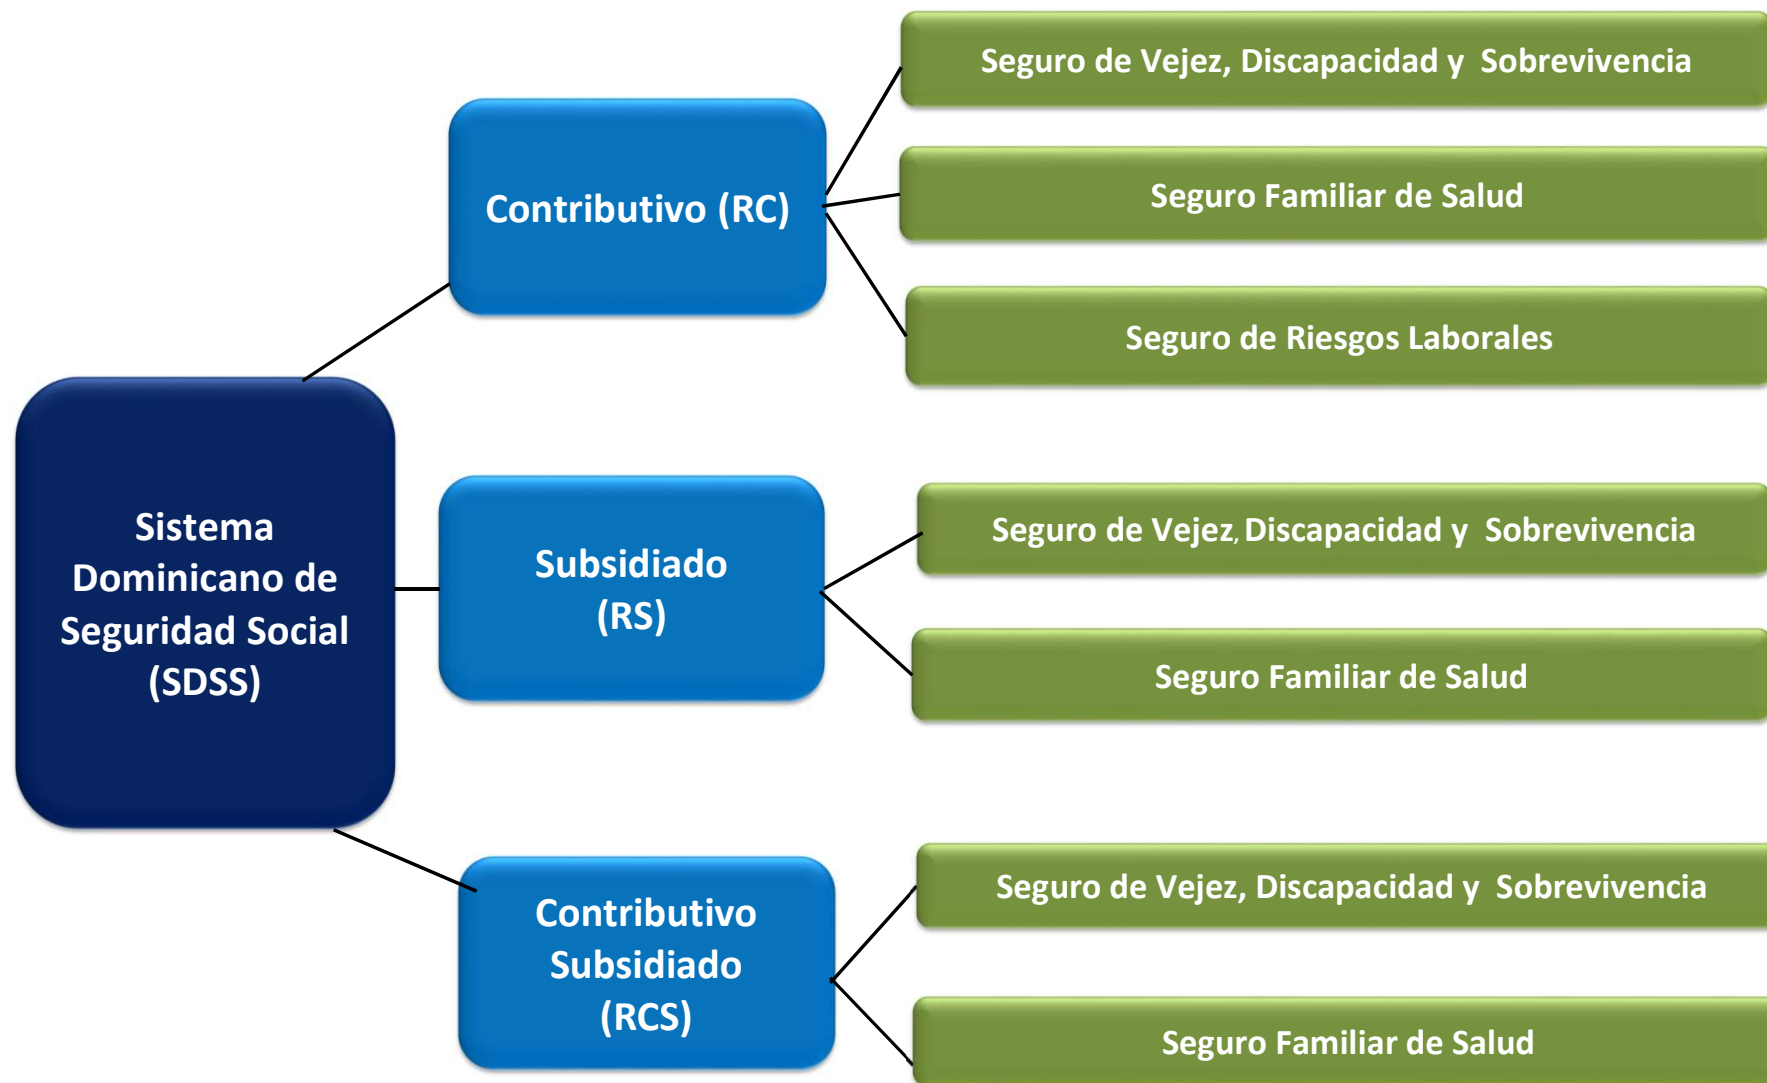 Seguro de Vejez, Discapacidad y Sobrevivencia
Contributivo (RC)
Seguro Familiar de Salud
Seguro de Riesgos Laborales
Sistema
Dominicano de
Seguridad Social
(SDSS)
Subsidiado
(RS)
Seguro de Vejez, Discapacidad y Sobrevivencia
Seguro Familiar de Salud
Contributivo
Subsidiado
(RCS)
Seguro de Vejez, Discapacidad y Sobrevivencia
Seguro Familiar de Salud